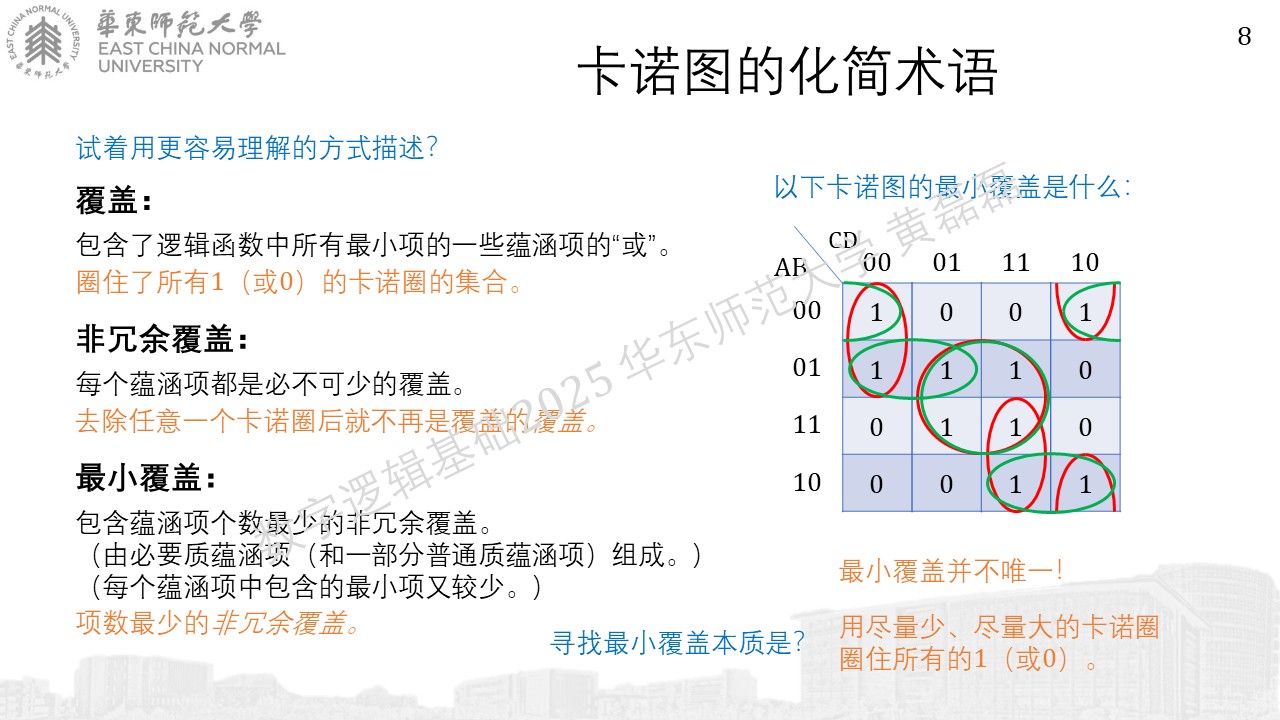 華東師範大學
EAST CHINA NORMAL
UNIVERSITY
EAST CHINA NORMAL UNIVERSITY
華東師範大學
8
卡诺图的化简术语
试着用更容易理解的方式描述?
覆盖:
包含了逻辑函数中所有最小项的一些蕴涵项的“或”。
圈住了所有1（或0）的卡诺圈的集合。
非冗余覆盖:
每个蕴涵项都是必不可少的覆盖。
去除任意一个卡诺圈后就不再是覆盖的覆盖。
最小覆盖:
包含蕴涵项个数最少的非冗余覆盖。
（由必要质蕴涵项（和一部分普通质蕴涵项）组成。）
（每个蕴涵项中包含的最小项又较少。）
项数最少的非冗余覆盖。
寻找最小覆盖本质是?
以下卡诺图的最小覆盖是什么:
CD
AB 00 01 11 10
00 1 0 0 1
01 1 1 1 0
11 0 1 1 0
10 0 0 1 1
最小覆盖并不唯一!
用尽量少、尽量大的卡诺圈
圈住所有的1（或0）。
数字逻辑基础2025 华东师范大学 黄磊磊